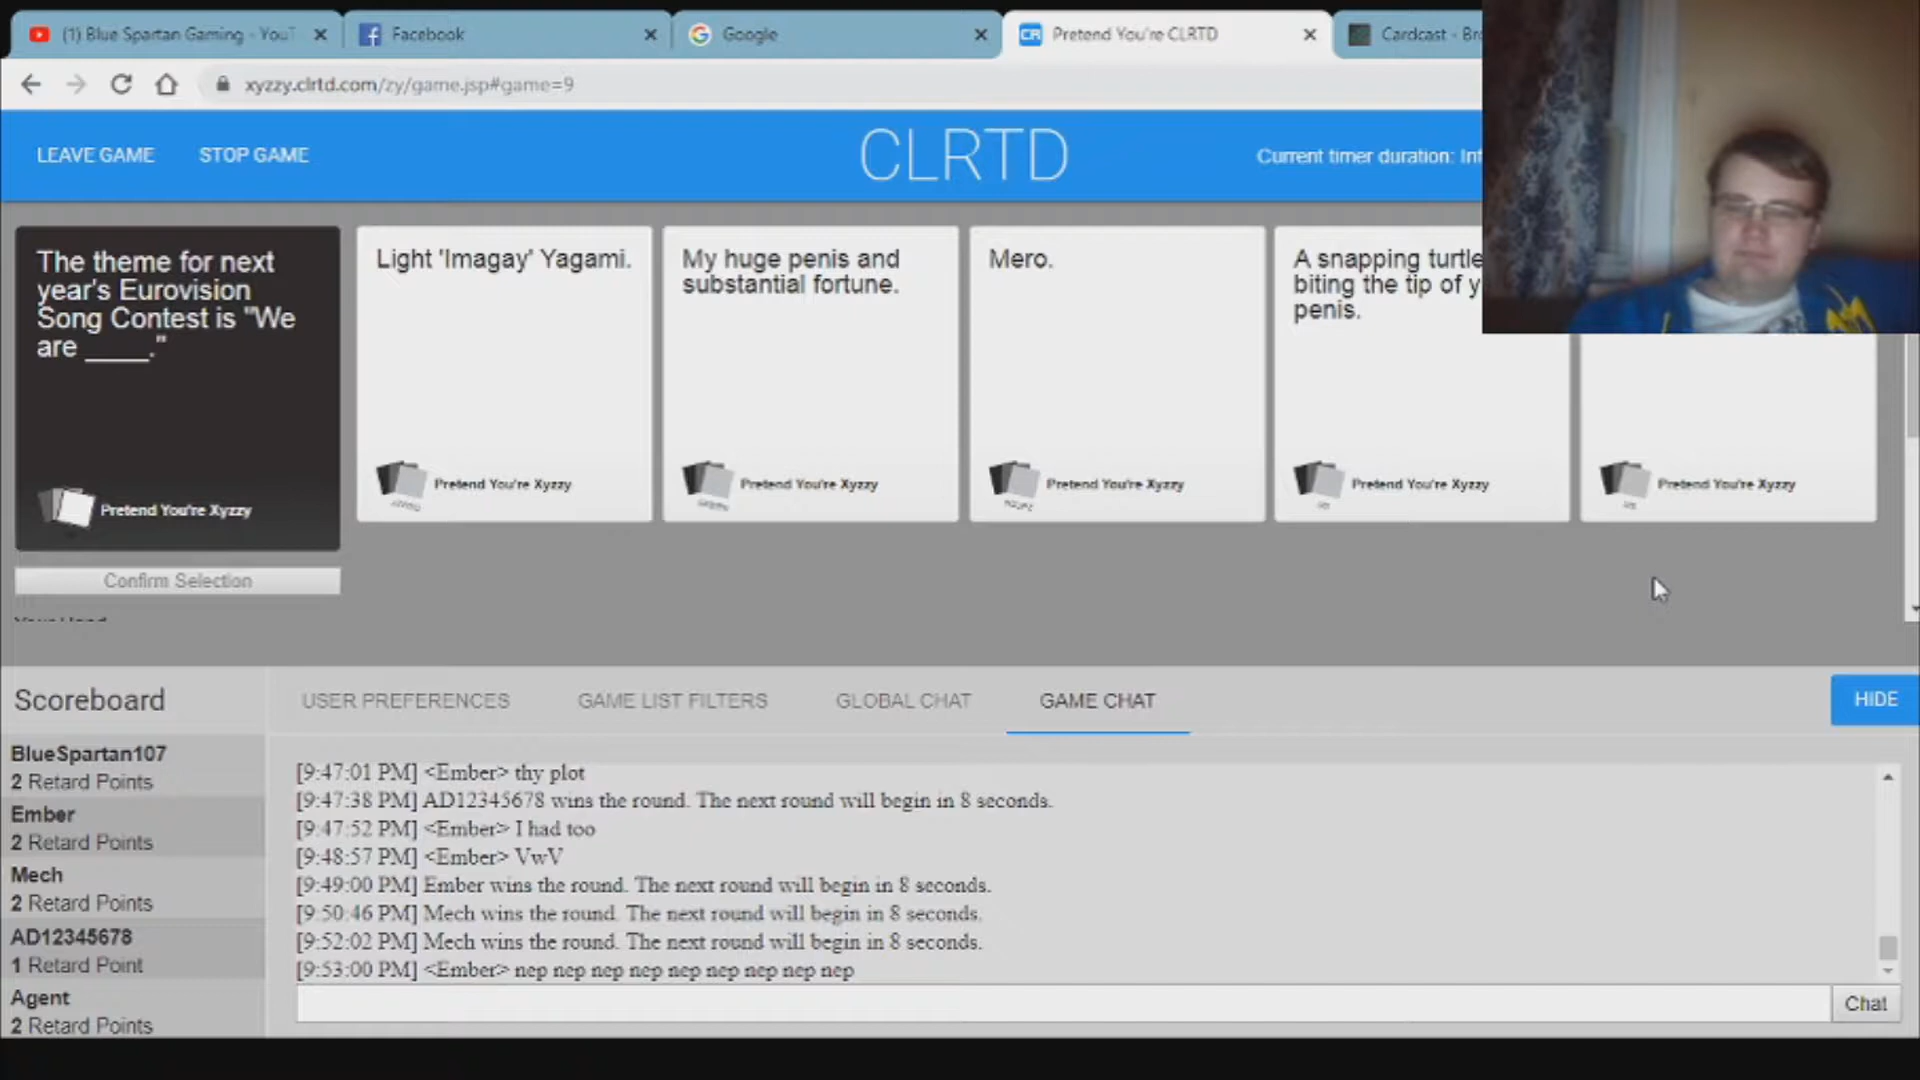 (1) Blue Spartan Gaming - YouT
Facebook
Google
Pretend You're CLRTD
Cardcast - Bro
xyzzy.clrtd.com/zy/game.jsp#game=9
LEAVE GAME
STOP GAME
CLRTD
Current timer duration: Inf
The theme for next
year's Eurovision
Song Contest is "We
are ____."
Pretend You're Xyzzy
Light 'Imagay' Yagami.
Pretend You're Xyzzy
My huge penis and
substantial fortune.
Pretend You're Xyzzy
Mero.
Pretend You're Xyzzy
A snapping turtle
biting the tip of y
penis.
Pretend You're Xyzzy
Pretend You're Xyzzy
Confirm Selection
Your Hand
Scoreboard
USER PREFERENCES
GAME LIST FILTERS
GLOBAL CHAT
GAME CHAT
HIDE
BlueSpartan107
2 Retard Points
Ember
2 Retard Points
Mech
2 Retard Points
AD12345678
1 Retard Point
Agent
2 Retard Points
[9:47:01 PM] <Ember> thy plot
[9:47:38 PM] AD12345678 wins the round. The next round will begin in 8 seconds.
[9:47:52 PM] <Ember> I had too
[9:48:57 PM] <Ember> VwV
[9:49:00 PM] Ember wins the round. The next round will begin in 8 seconds.
[9:50:46 PM] Mech wins the round. The next round will begin in 8 seconds.
[9:52:02 PM] Mech wins the round. The next round will begin in 8 seconds.
[9:53:00 PM] <Ember> nep nep nep nep nep nep nep nep nep
Chat